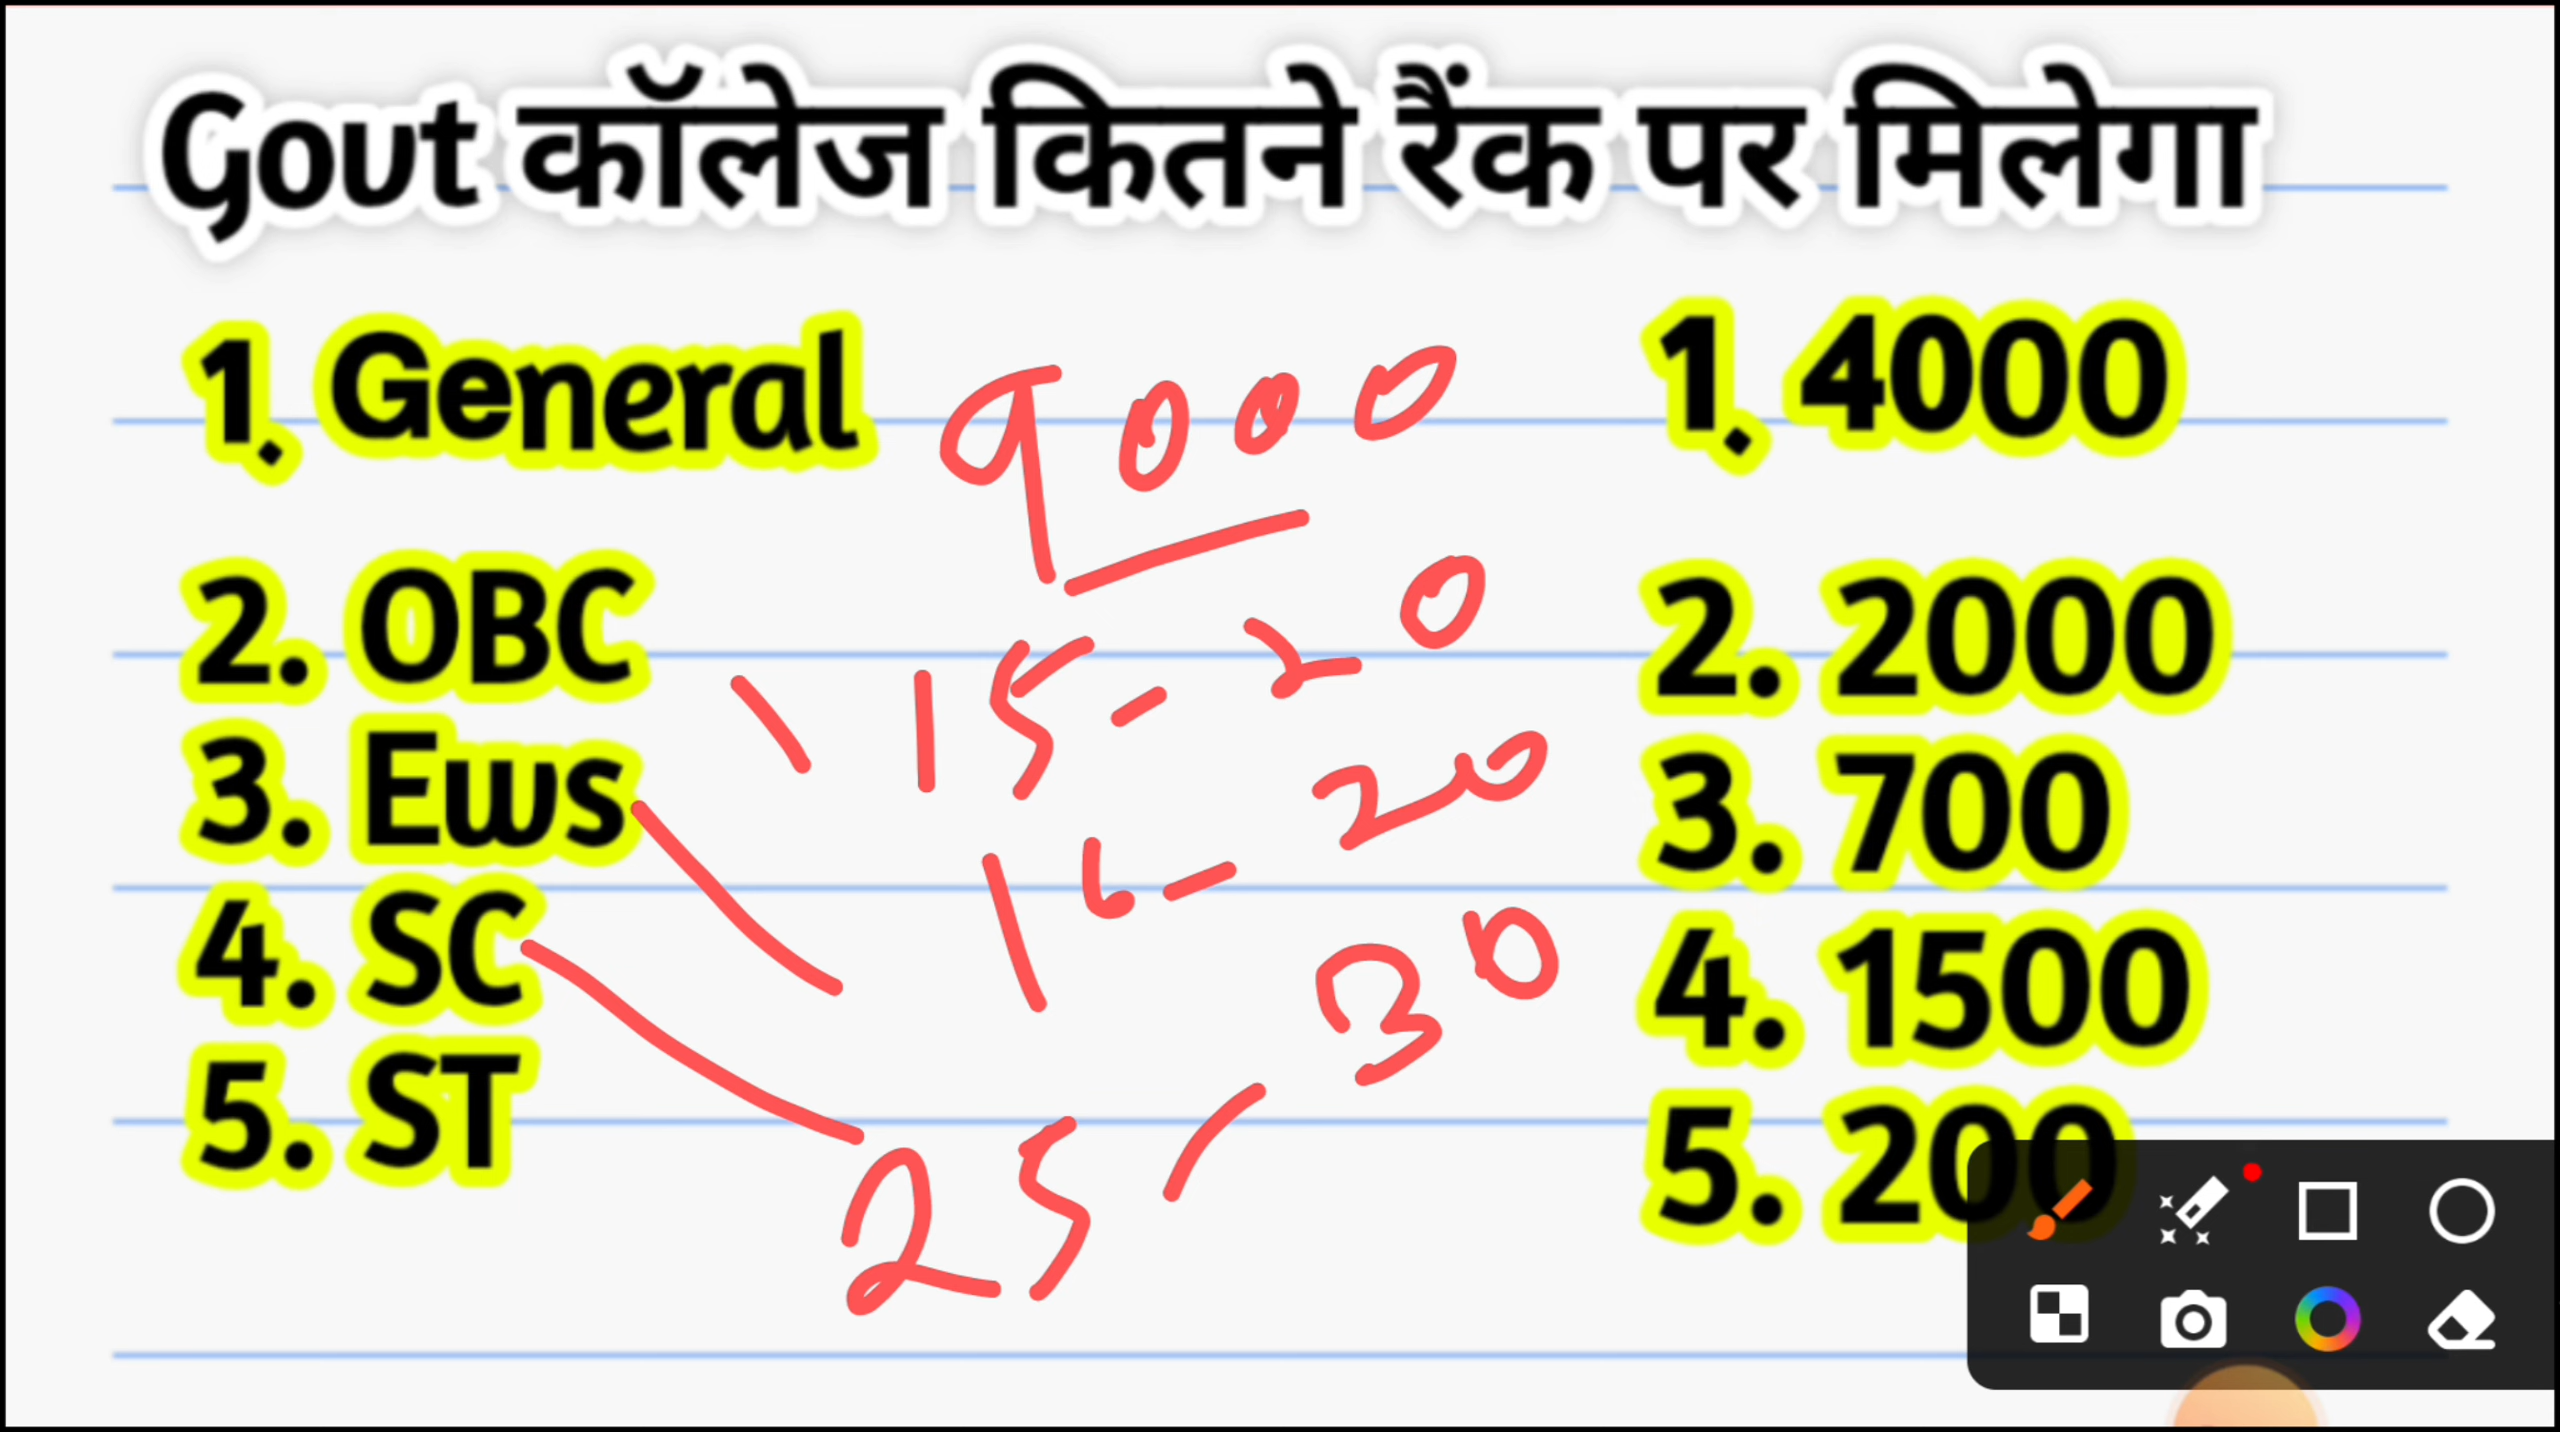 Govt कॉलेज कितने रैंक पर मिलेगा
1. General 9000 1. 4000
2. OBC 15-20 2. 2000
3. Ews 16-20 3. 700
4. SC 25-30 4. 1500
5. ST 5. 200